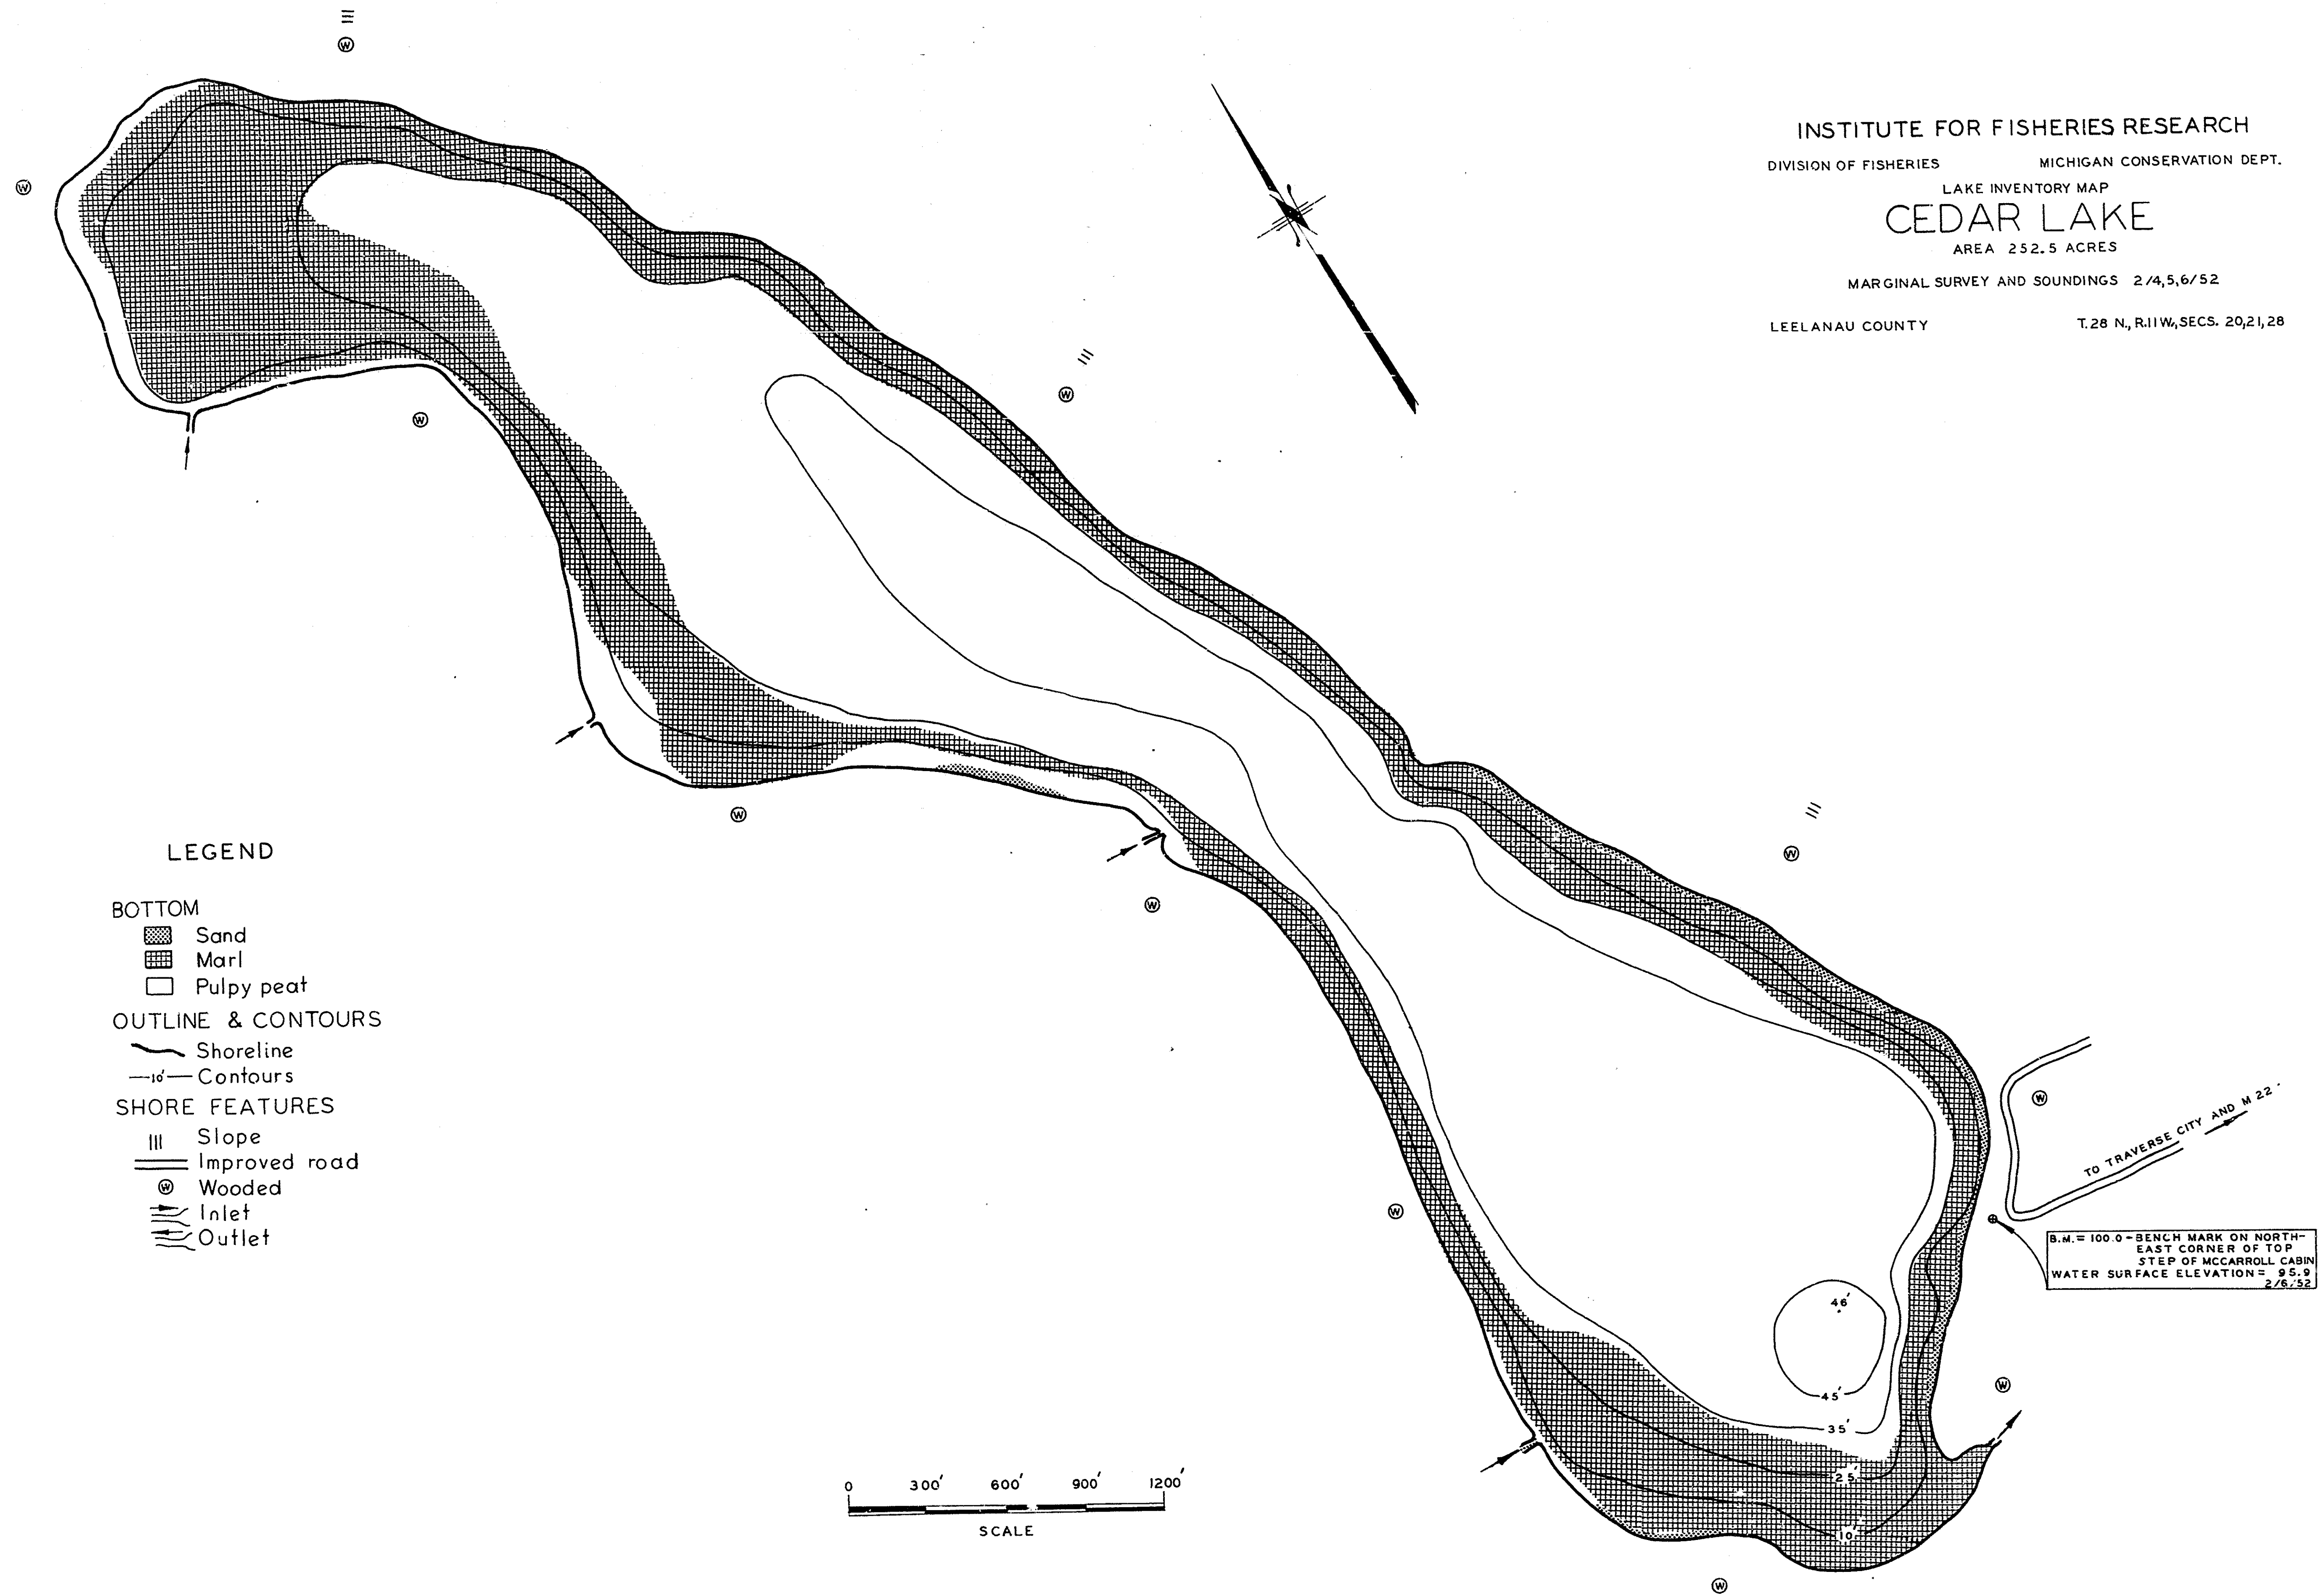 INSTITUTE FOR FISHERIES RESEARCH
DIVISION OF FISHERIES MICHIGAN CONSERVATION DEPT.
LAKE INVENTORY MAP
CEDAR LAKE
AREA 252.5 ACRES
MARGINAL SURVEY AND SOUNDINGS 2/4,5,6/52
LEELANAU COUNTY T.28 N., R.11W., SECS. 20,21,28
W
W
W
W
W
W
W
W
W
W
W
W
LEGEND
BOTTOM
Sand
Marl
Pulpy peat
OUTLINE & CONTOURS
Shoreline
10' Contours
SHORE FEATURES
Slope
Improved road
W Wooded
Inlet
Outlet
TO TRAVERSE CITY AND M 22
B.M. = 100.0 - BENCH MARK ON NORTH-
EAST CORNER OF TOP
STEP OF MCCARROLL CABIN
WATER SURFACE ELEVATION = 95.9
2/6/52
46'
45'
35'
25'
10'
0 300' 600' 900' 1200'
SCALE